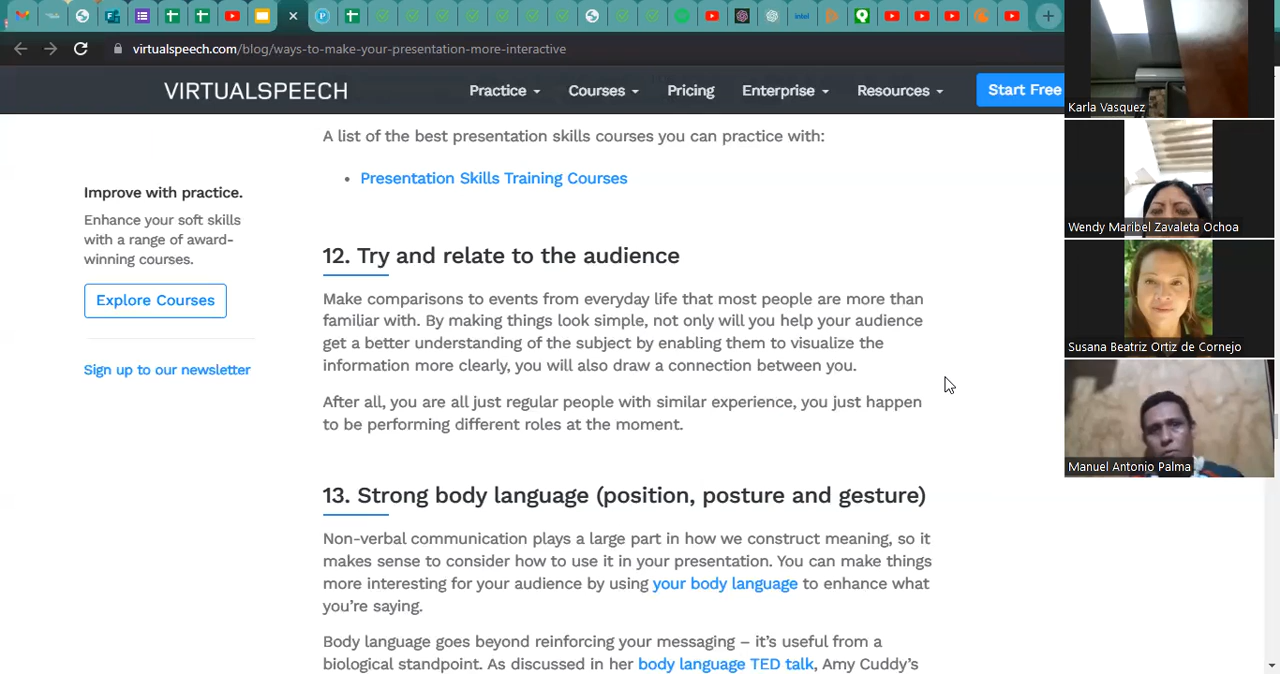 virtualspeech.com/blog/ways-to-make-your-presentation-more-interactive
VIRTUALSPEECH
Practice
Courses
Pricing
Enterprise
Resources
Start Free
A list of the best presentation skills courses you can practice with:
• Presentation Skills Training Courses
Improve with practice.
Enhance your soft skills
with a range of award-
winning courses.
Explore Courses
Sign up to our newsletter
12. Try and relate to the audience
Make comparisons to events from everyday life that most people are more than
familiar with. By making things look simple, not only will you help your audience
get a better understanding of the subject by enabling them to visualize the
information more clearly, you will also draw a connection between you.
After all, you are all just regular people with similar experience, you just happen
to be performing different roles at the moment.
13. Strong body language (position, posture and gesture)
Non-verbal communication plays a large part in how we construct meaning, so it
makes sense to consider how to use it in your presentation. You can make things
more interesting for your audience by using your body language to enhance what
you're saying.
Body language goes beyond reinforcing your messaging – it's useful from a
biological standpoint. As discussed in her body language TED talk, Amy Cuddy's
Karla Vasquez
Wendy Maribel Zavaleta Ochoa
Susana Beatriz Ortiz de Cornejo
Manuel Antonio Palma